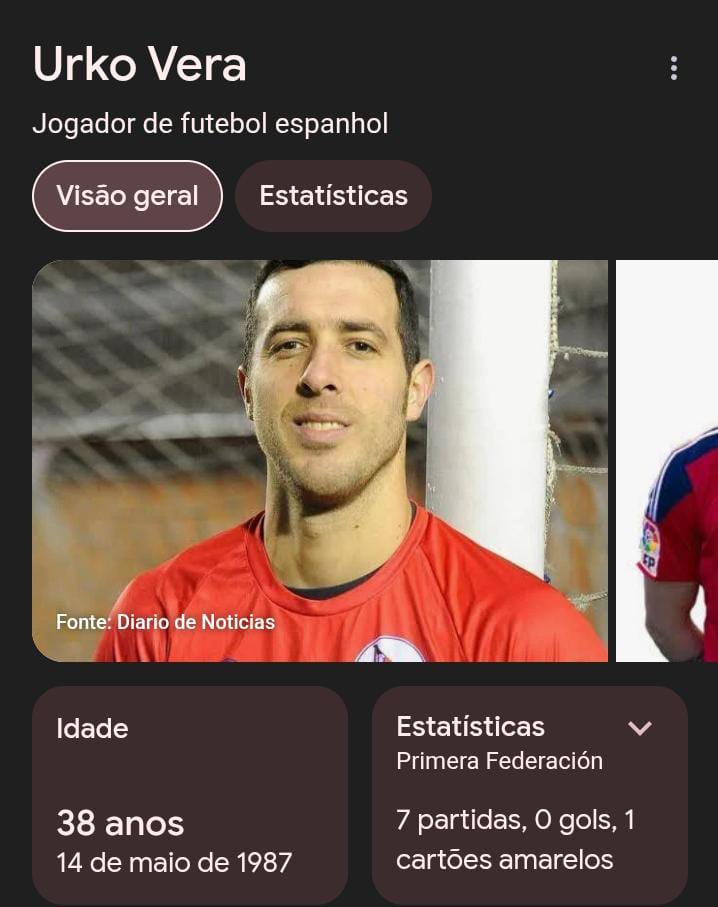 Urko Vera
Jogador de futebol espanhol
Visão geral
Estatísticas
Fonte: Diario de Noticias
Idade
38 anos
14 de maio de 1987
Estatísticas
Primera Federación
7 partidas, 0 gols, 1
cartões amarelos